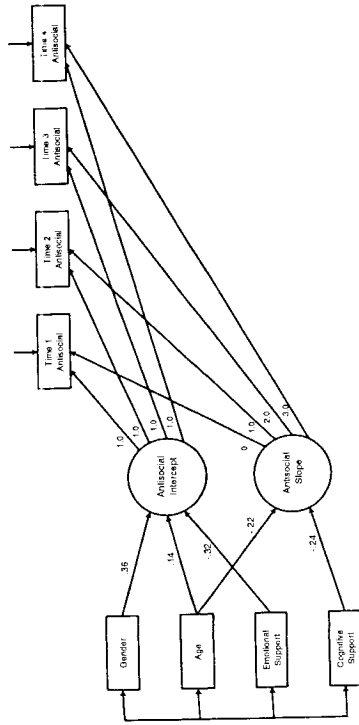 Time 1
Antisocial
Time 2
Antisocial
Time 3
Antisocial
Time 4
Antisocial
1.0
1.0
1.0
1.0
0
1.0
2.0
3.0
Antisocial
Intercept
Antisocial
Slope
.36
.14
-.22
-.32
-.24
Gender
Age
Emotional
Support
Cognitive
Support